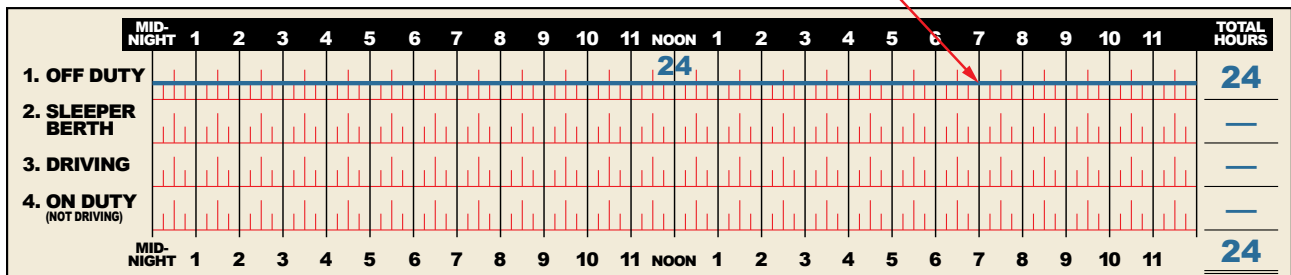 MID-NIGHT 1 2 3 4 5 6 7 8 9 10 11 NOON 1 2 3 4 5 6 7 8 9 10 11 TOTAL HOURS
24
1. OFF DUTY 24
2. SLEEPER BERTH —
3. DRIVING —
4. ON DUTY —
(NOT DRIVING)
MID-NIGHT 1 2 3 4 5 6 7 8 9 10 11 NOON 1 2 3 4 5 6 7 8 9 10 11 24